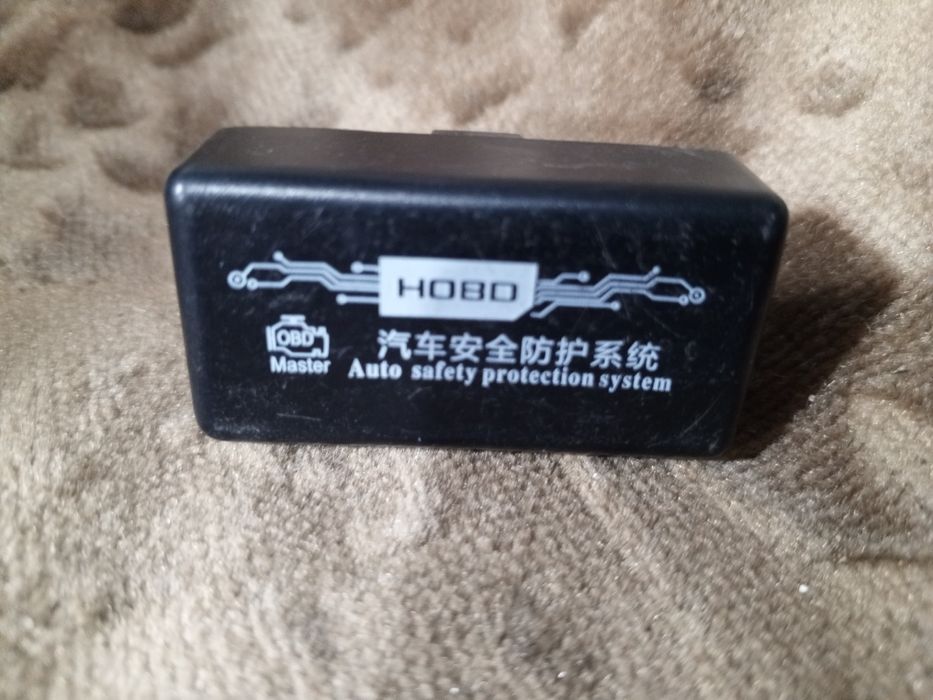 HOBD
OBD
Master
汽车安全防护系统
Auto safety protection system